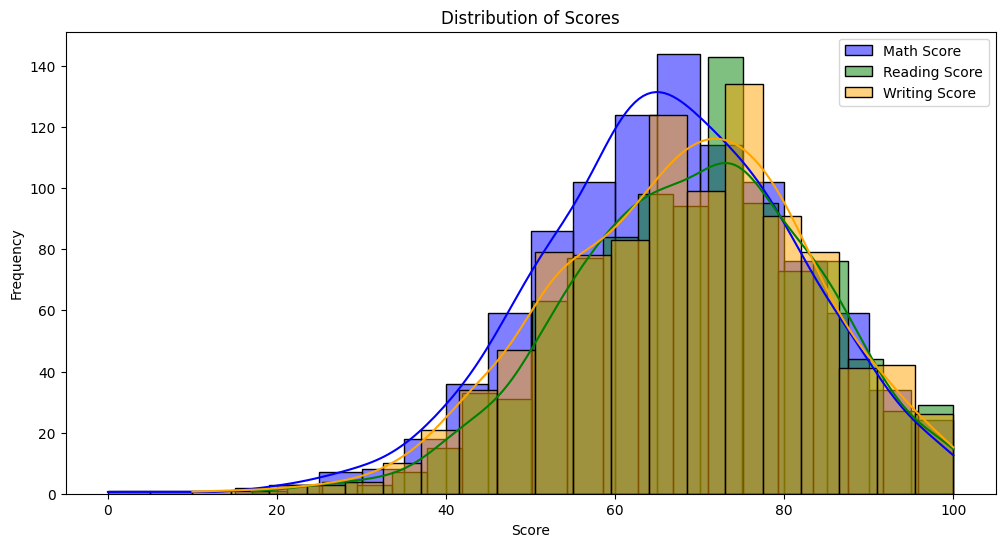 Distribution of Scores
Math Score
Reading Score
Writing Score
140
120
100
80
60
40
20
0
Frequency
0 20 40 60 80 100
Score